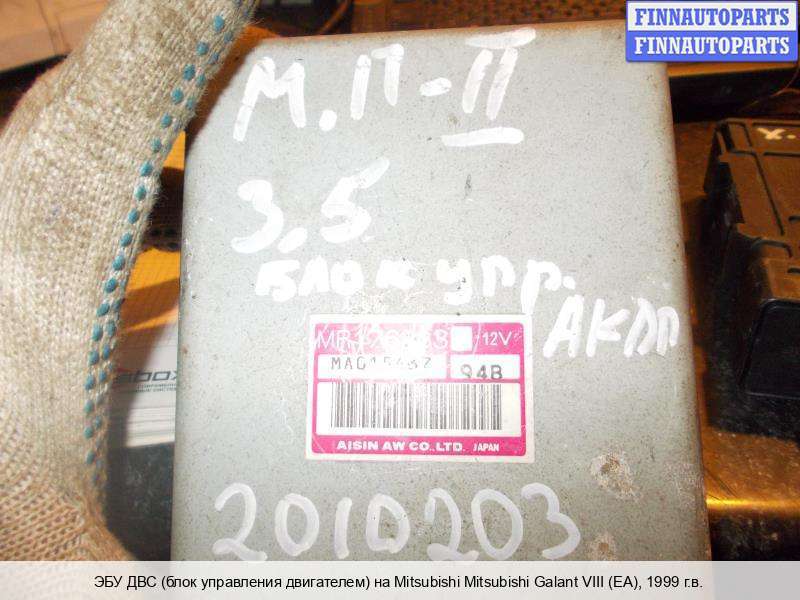 FINNAUTOPARTS
FINNAUTOPARTS
М.П-II
3.5
Блок упр.
АКПП
12V
94B
AISIN AW CO.,LTD. JAPAN
2010203
ЭБУ ДВС (блок управления двигателем) на Mitsubishi Mitsubishi Galant VIII (EA), 1999 г.в.